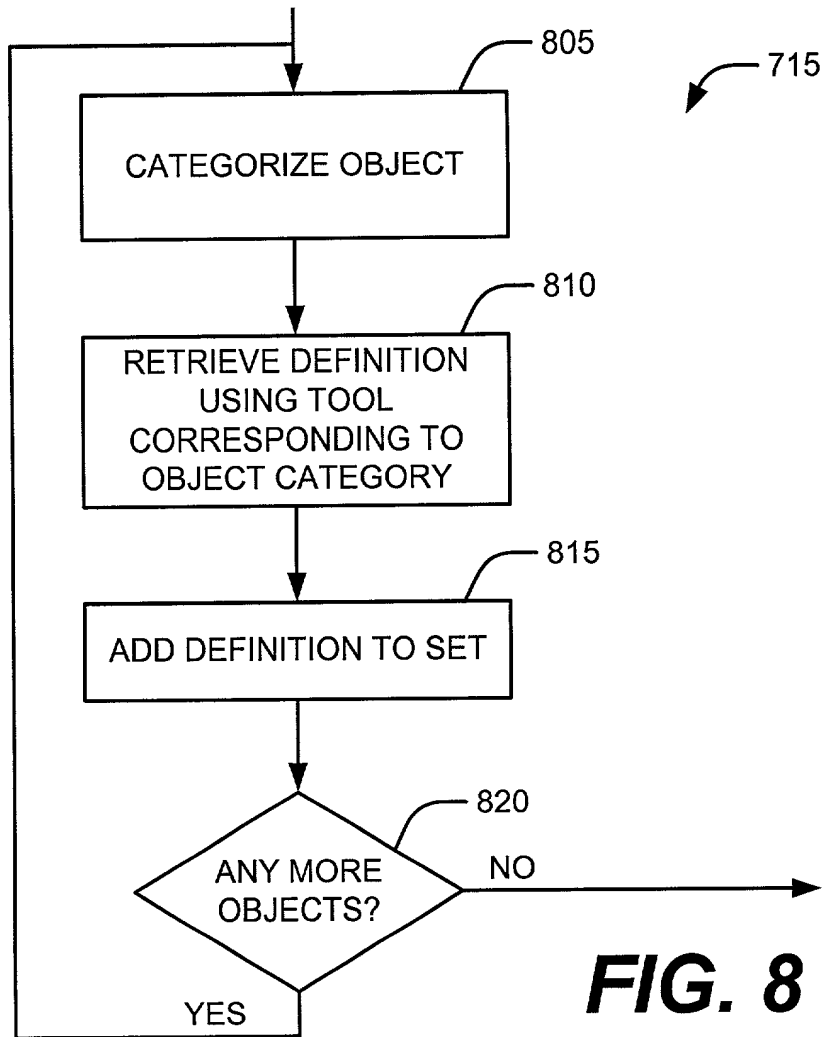 805
715
CATEGORIZE OBJECT
810
RETRIEVE DEFINITION
USING TOOL
CORRESPONDING TO
OBJECT CATEGORY
815
ADD DEFINITION TO SET
820
ANY MORE
OBJECTS?
NO
YES
FIG. 8